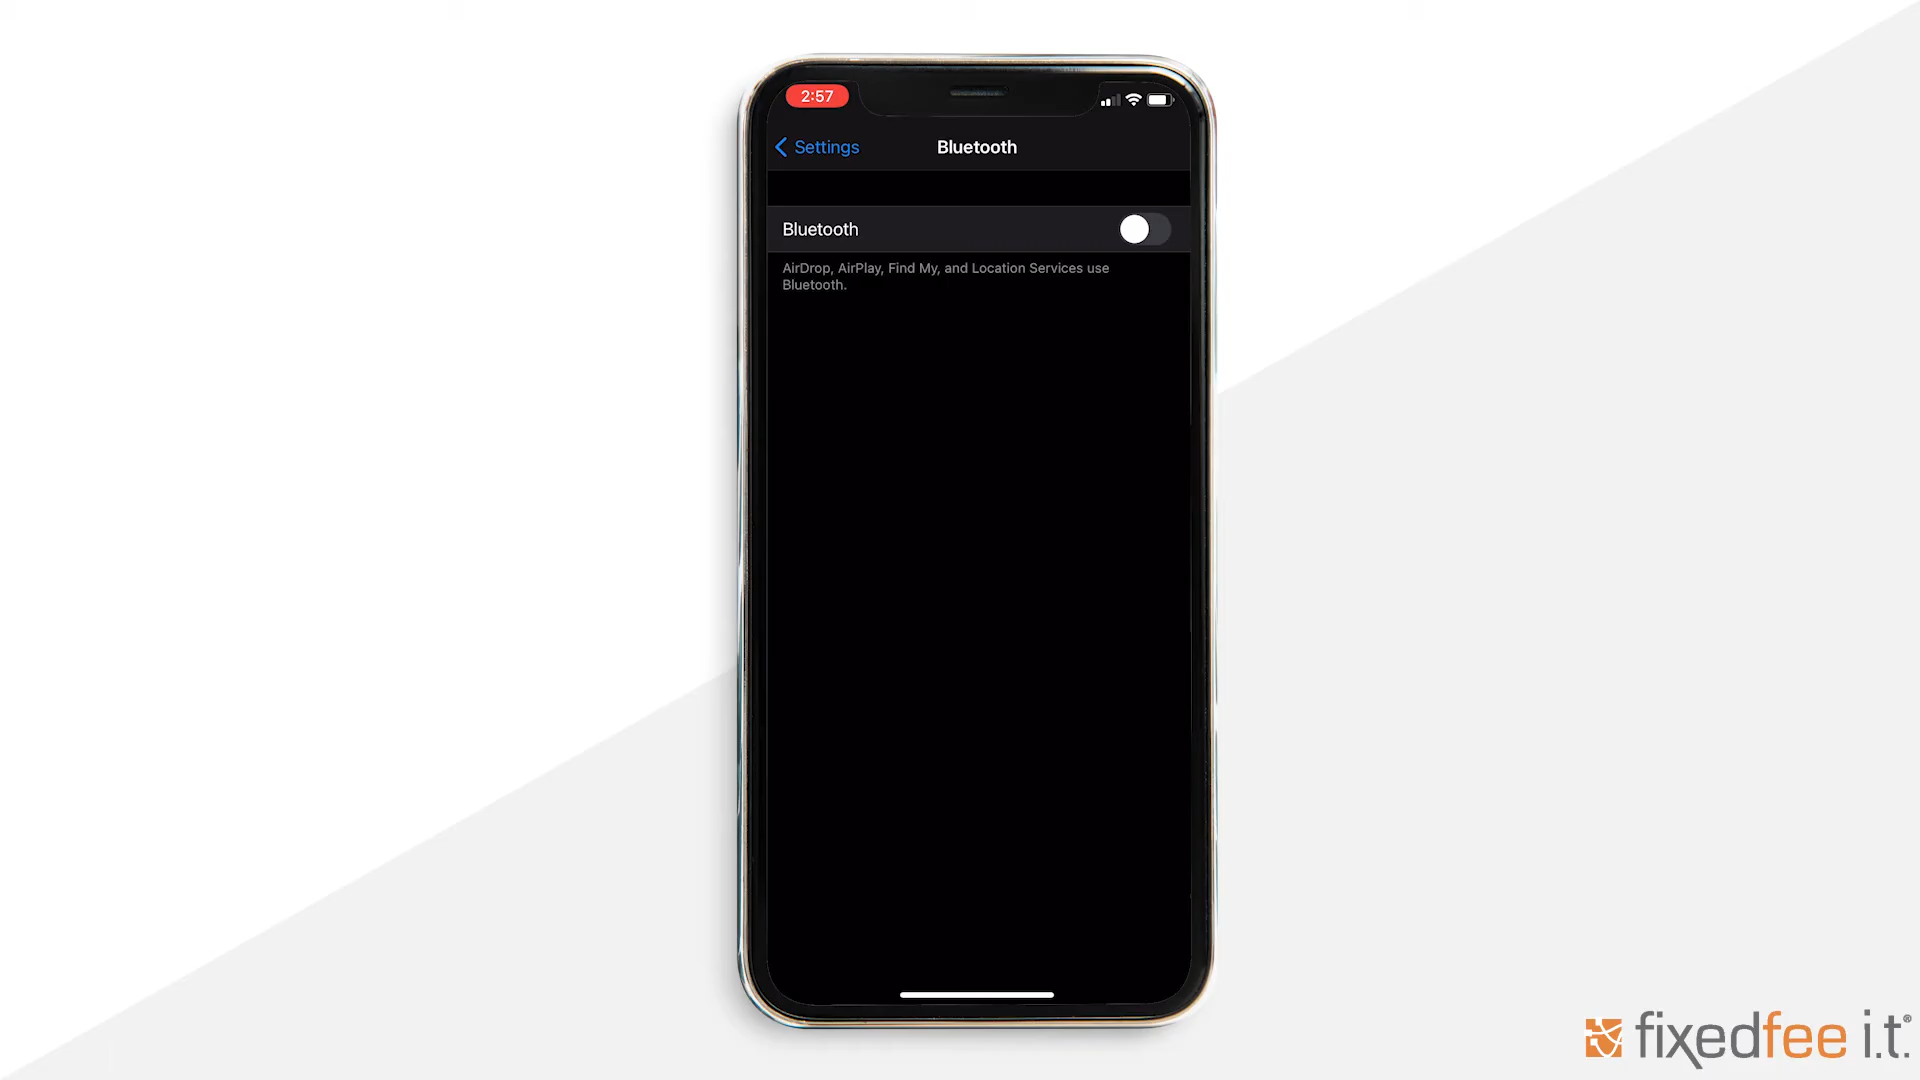 2:57
Settings
Bluetooth
Bluetooth
AirDrop, AirPlay, Find My, and Location Services use
Bluetooth.
fixedfee i.t.®